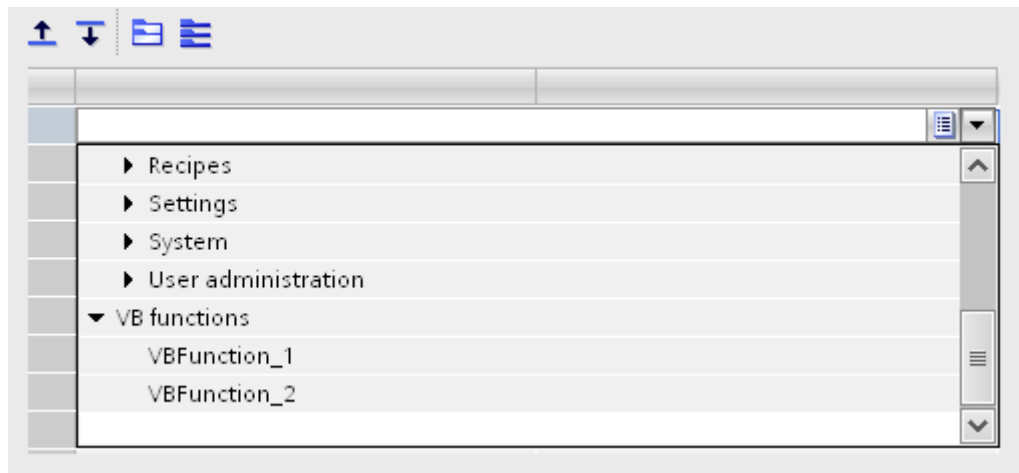 Recipes
Settings
System
User administration
VB functions
VBFunction_1
VBFunction_2